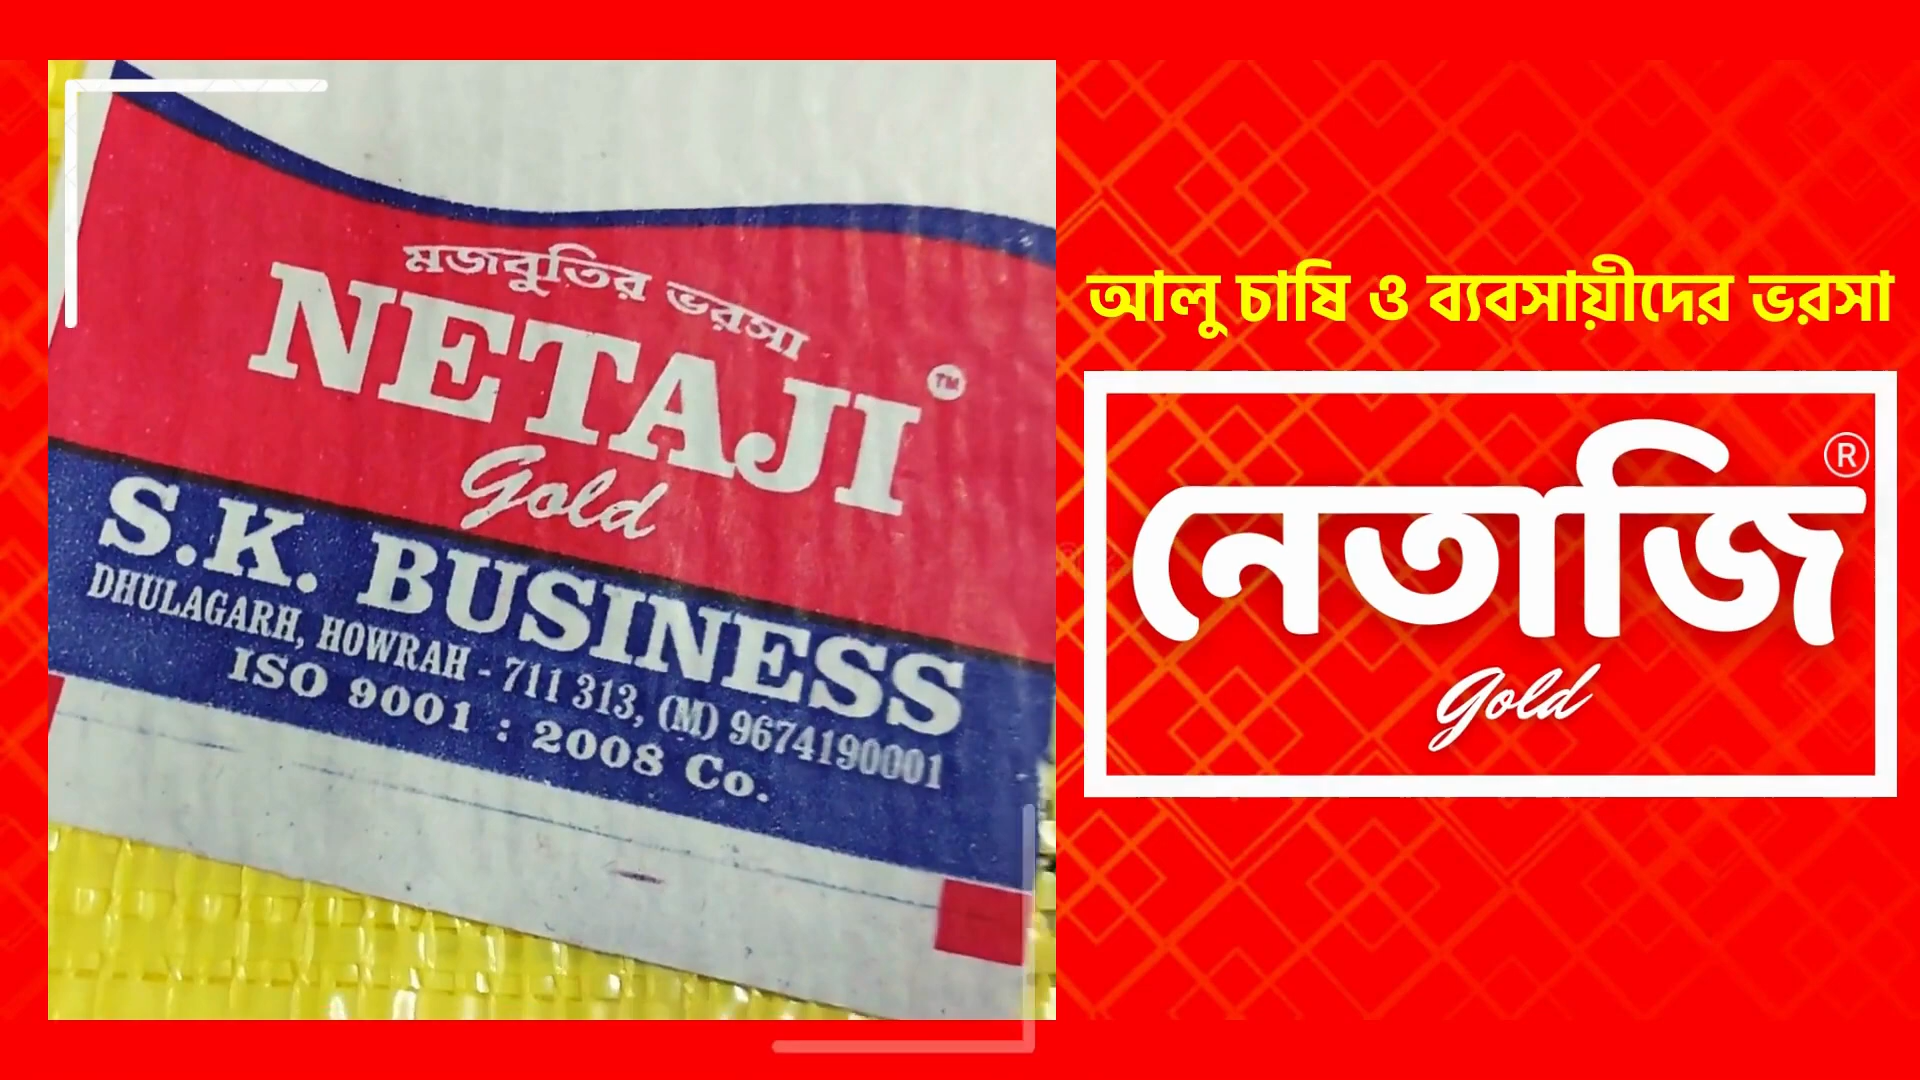 মজবুতির ভরসা
NETAJI ™
Gold
S.K. BUSINESS
DHULAGARH, HOWRAH - 711 313, (M) 9674190001
ISO 9001 : 2008 Co.
আলু চাষি ও ব্যবসায়ীদের ভরসা
নেতাজি ®
Gold